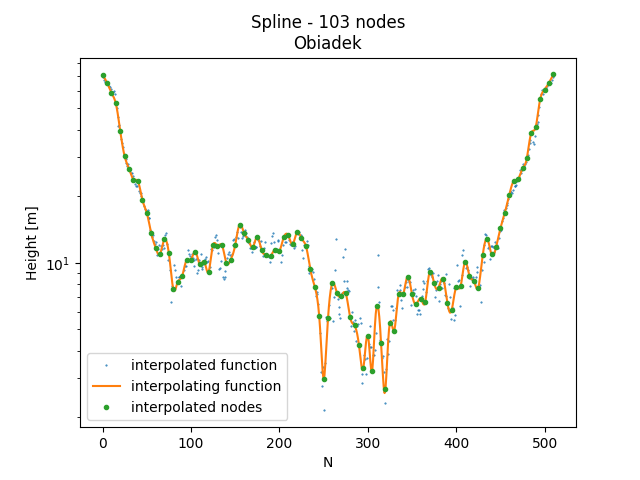 Spline - 103 nodes
Obiadek
Height [m]
10¹
interpolated function
interpolating function
interpolated nodes
0 100 200 300 400 500
N